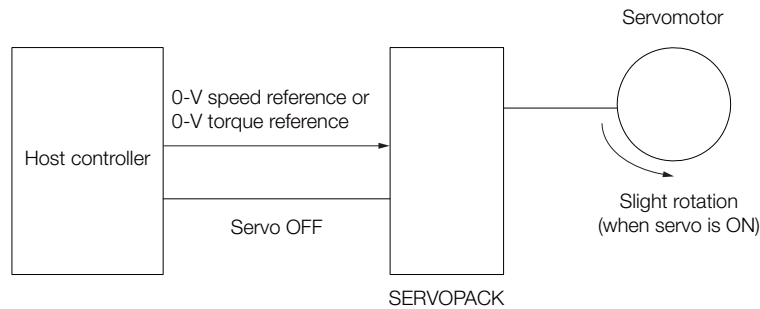 Servomotor
0-V speed reference or
0-V torque reference
Host controller
Servo OFF
Slight rotation
(when servo is ON)
SERVOPACK